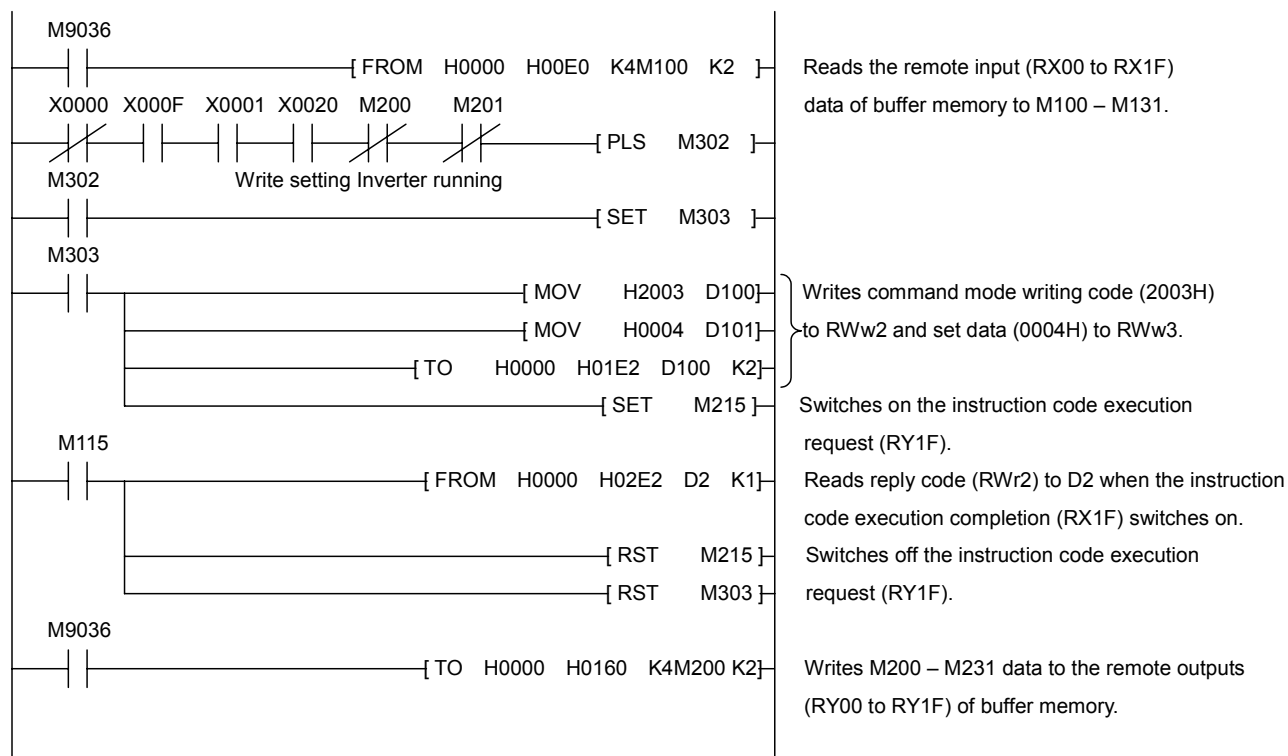 M9036
[ FROM H0000 H00E0 K4M100 K2 ] Reads the remote input (RX00 to RX1F)
data of buffer memory to M100 – M131.
X0000 X000F X0001 X0020 M200 M201
[ PLS M302 ]
M302 Write setting Inverter running
[ SET M303 ]
M303
[ MOV H2003 D100] Writes command mode writing code (2003H)
[ MOV H0004 D101] to RWw2 and set data (0004H) to RWw3.
[ TO H0000 H01E2 D100 K2]
[ SET M215 ] Switches on the instruction code execution
request (RY1F).
M115
[ FROM H0000 H02E2 D2 K1] Reads reply code (RWr2) to D2 when the instruction
code execution completion (RX1F) switches on.
[ RST M215 ] Switches off the instruction code execution
[ RST M303 ] request (RY1F).
M9036
[ TO H0000 H0160 K4M200 K2] Writes M200 – M231 data to the remote outputs
(RY00 to RY1F) of buffer memory.